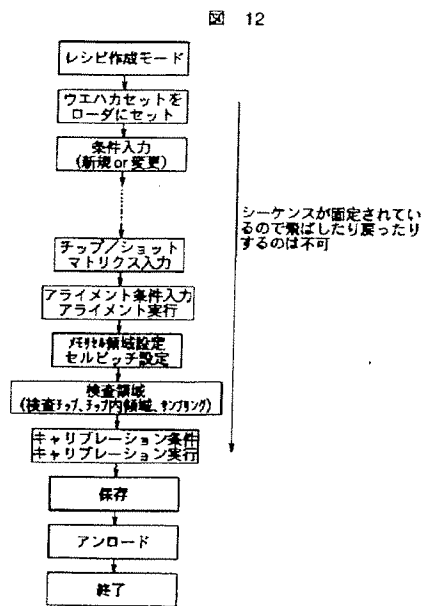 図 12
レシピ作成モード
ウエハカセットを
ローダにセット
条件入力
(新規 or 変更)
チップ/ショット
マトリクス入力
アライメント条件入力
アライメント実行
メモリセル領域設定
セルピッチ設定
検査領域
(検査チップ、チップ内領域、サンプリング)
キャリブレーション条件
キャリブレーション実行
保存
アンロード
終了
シーケンスが固定されてい
るので飛ばしたり戻ったり
するのは不可